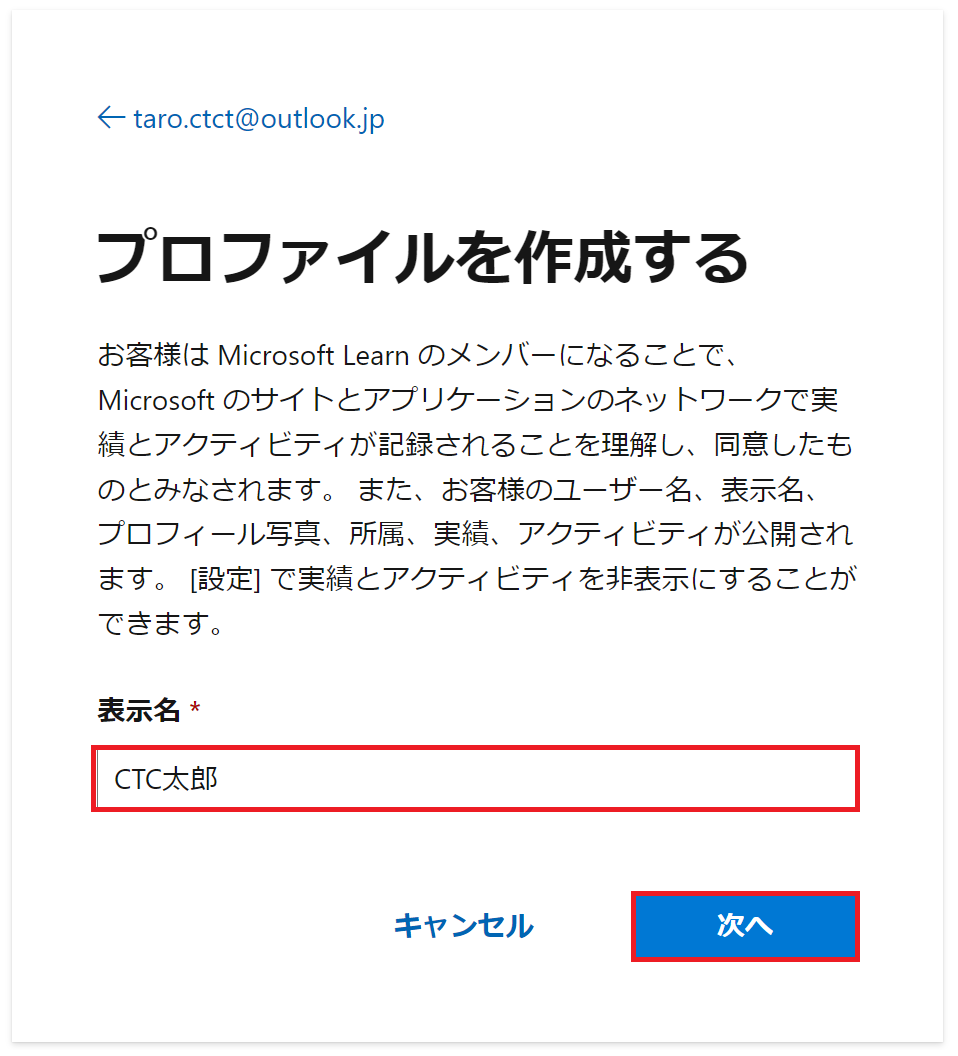 ← taro.ctct@outlook.jp
プロファイルを作成する
お客様は Microsoft Learn のメンバーになることで、
Microsoft のサイトとアプリケーションのネットワークで実
績とアクティビティが記録されることを理解し、同意したも
のとみなされます。 また、お客様のユーザー名、表示名、
プロフィール写真、所属、実績、アクティビティが公開され
ます。 [設定] で実績とアクティビティを非表示にすることが
できます。
表示名 *
CTC太郎
キャンセル 次へ